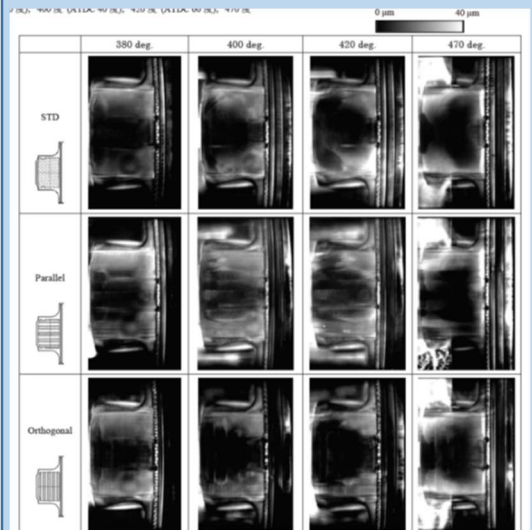 0 μm 40 μm
380 deg. 400 deg. 420 deg. 470 deg.
STD
Parallel
Orthogonal